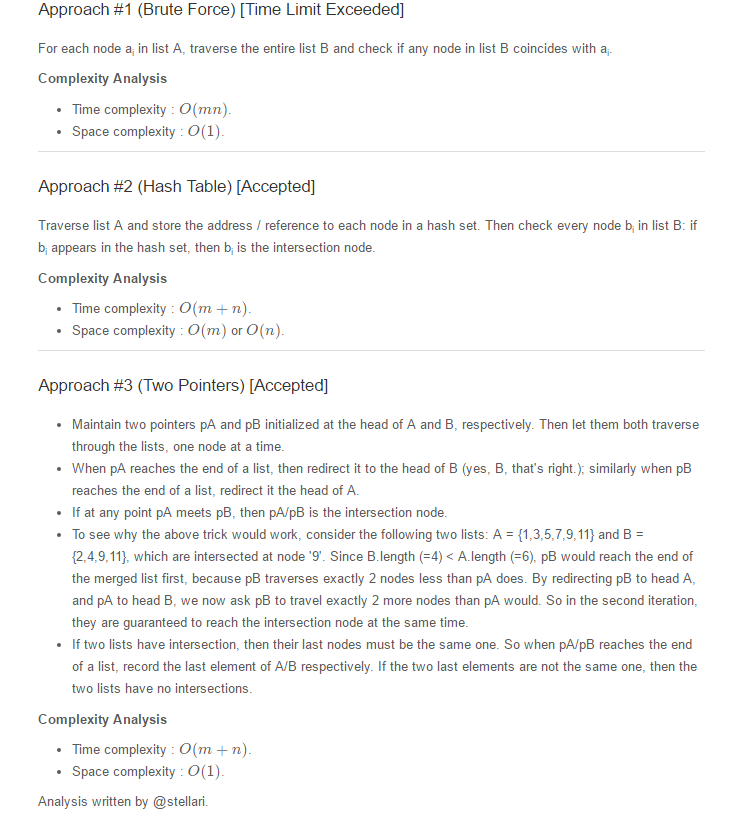 Approach #1 (Brute Force) [Time Limit Exceeded]
For each node aᵢ in list A, traverse the entire list B and check if any node in list B coincides with aᵢ.
Complexity Analysis
• Time complexity : O(mn).
• Space complexity : O(1).
Approach #2 (Hash Table) [Accepted]
Traverse list A and store the address / reference to each node in a hash set. Then check every node bᵢ in list B: if
bᵢ appears in the hash set, then bᵢ is the intersection node.
Complexity Analysis
• Time complexity : O(m + n).
• Space complexity : O(m) or O(n).
Approach #3 (Two Pointers) [Accepted]
• Maintain two pointers pA and pB initialized at the head of A and B, respectively. Then let them both traverse
through the lists, one node at a time.
• When pA reaches the end of a list, then redirect it to the head of B (yes, B, that's right.); similarly when pB
reaches the end of a list, redirect it the head of A.
• If at any point pA meets pB, then pA/pB is the intersection node.
• To see why the above trick would work, consider the following two lists: A = {1,3,5,7,9,11} and B =
{2,4,9,11}, which are intersected at node '9'. Since B.length (=4) < A.length (=6), pB would reach the end of
the merged list first, because pB traverses exactly 2 nodes less than pA does. By redirecting pB to head A,
and pA to head B, we now ask pB to travel exactly 2 more nodes than pA would. So in the second iteration,
they are guaranteed to reach the intersection node at the same time.
• If two lists have intersection, then their last nodes must be the same one. So when pA/pB reaches the end
of a list, record the last element of A/B respectively. If the two last elements are not the same one, then the
two lists have no intersections.
Complexity Analysis
• Time complexity : O(m + n).
• Space complexity : O(1).
Analysis written by @stellari.